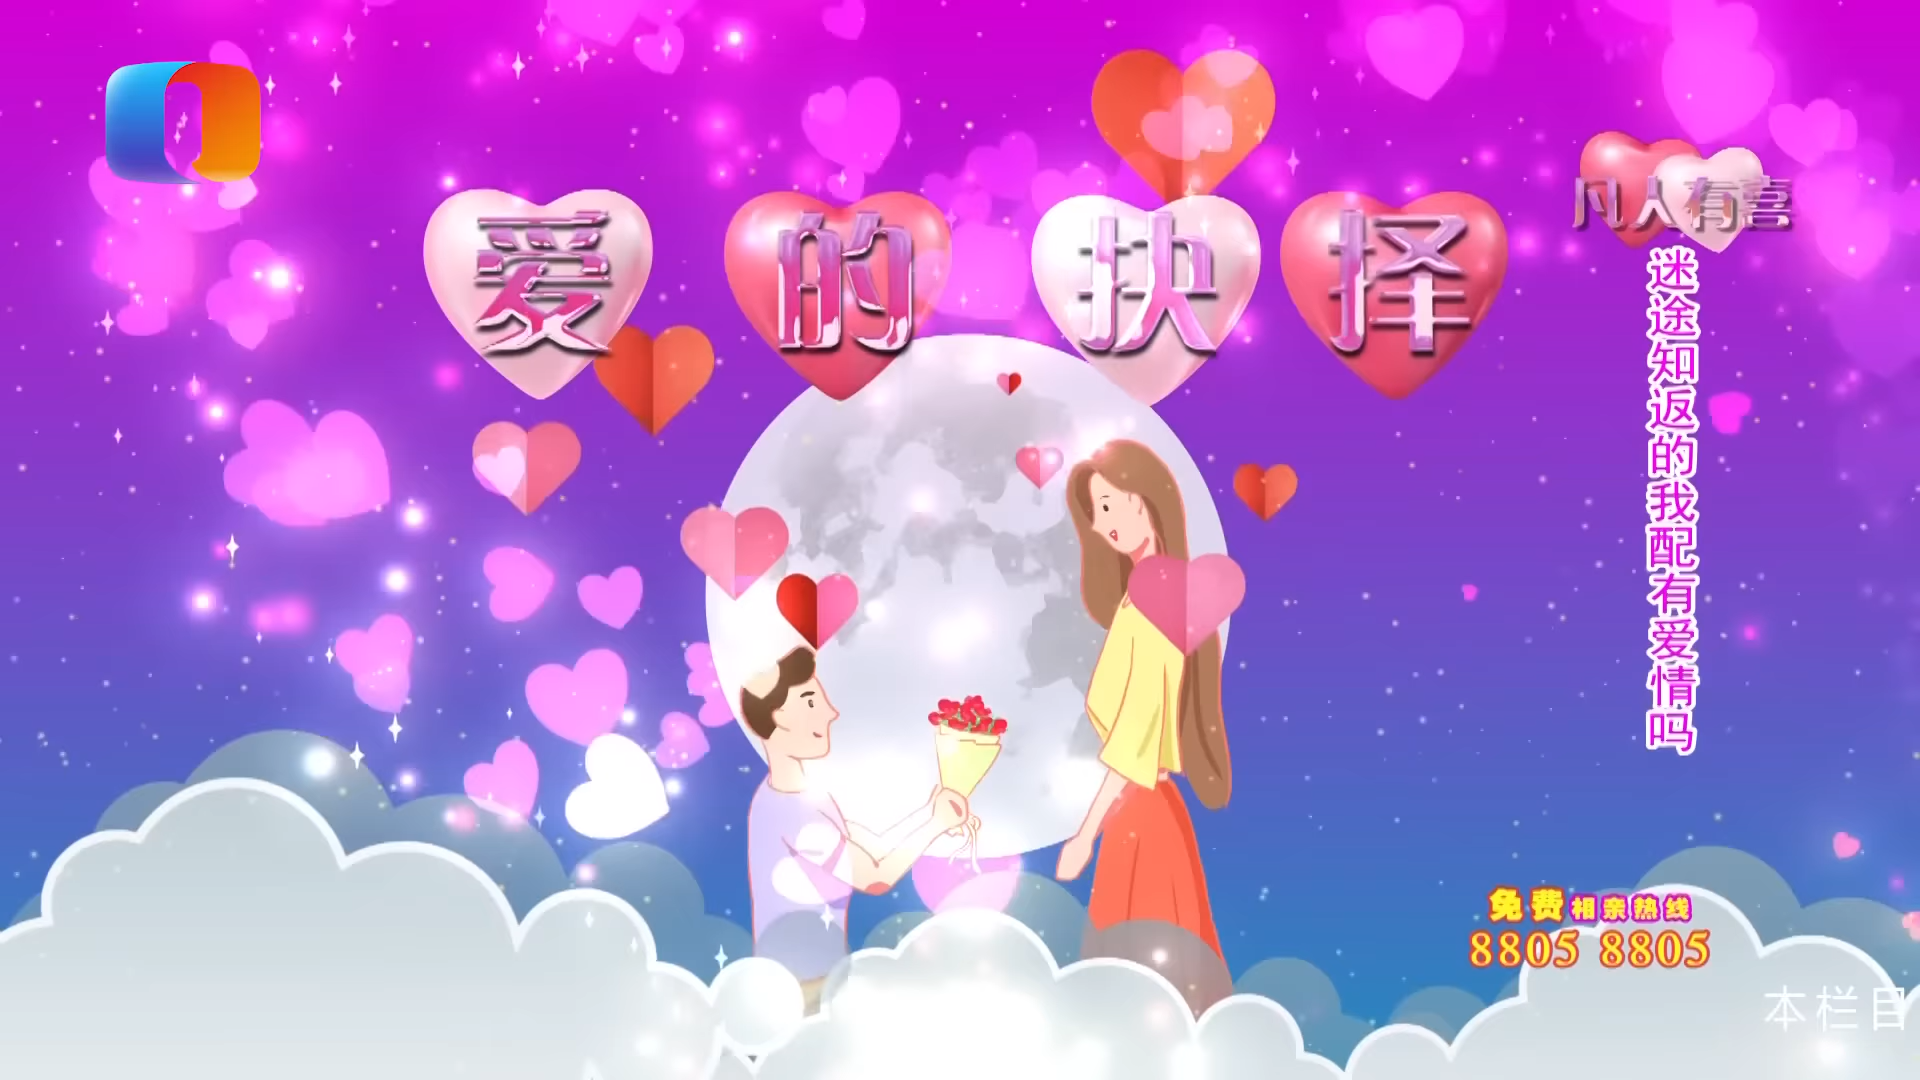 爱的抉择
凡人有喜
迷途知返的我配有爱情吗
免费相亲热线
8805 8805
本栏目